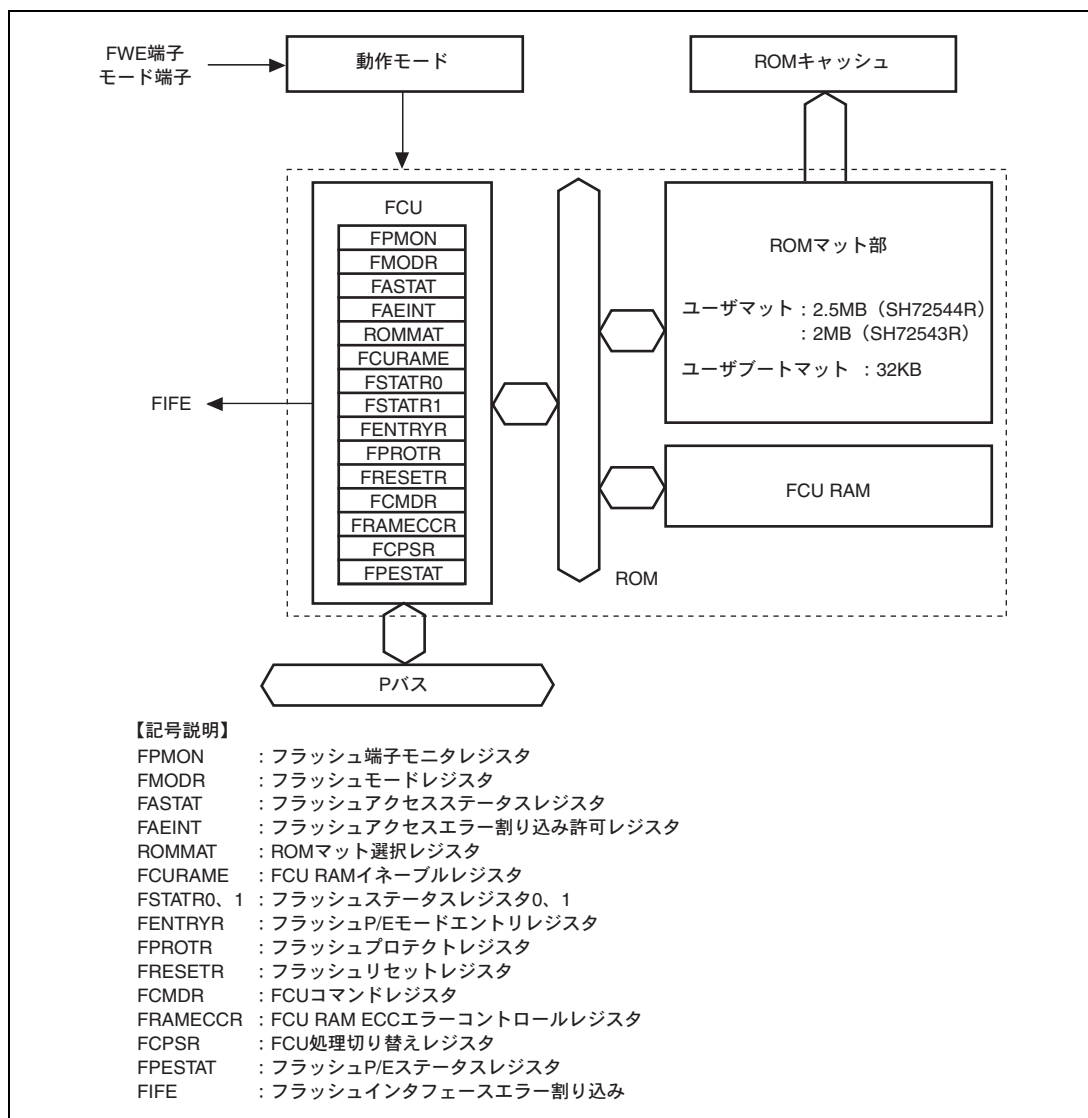 FWE端子
モード端子
動作モード
ROMキャッシュ
FCU
FPMON
FMODR
FASTAT
FAEINT
ROMMAT
FCURAME
FSTATR0
FSTATR1
FENTRYR
FPROTR
FRESETR
FCMDR
FRAMECCR
FCPSR
FPESTAT
FIFE
ROMマット部
ユーザマット : 2.5MB（SH72544R）
: 2MB（SH72543R）
ユーザブートマット : 32KB
FCU RAM
ROM
Pバス
【記号説明】
FPMON : フラッシュ端子モニタレジスタ
FMODR : フラッシュモードレジスタ
FASTAT : フラッシュアクセスステータスレジスタ
FAEINT : フラッシュアクセスエラー割り込み許可レジスタ
ROMMAT : ROMマット選択レジスタ
FCURAME : FCU RAMイネーブルレジスタ
FSTATR0、1 : フラッシュステータスレジスタ0、1
FENTRYR : フラッシュP/Eモードエントリレジスタ
FPROTR : フラッシュプロテクトレジスタ
FRESETR : フラッシュリセットレジスタ
FCMDR : FCUコマンドレジスタ
FRAMECCR : FCU RAM ECCエラーコントロールレジスタ
FCPSR : FCU処理切り替えレジスタ
FPESTAT : フラッシュP/Eステータスレジスタ
FIFE : フラッシュインタフェースエラー割り込み